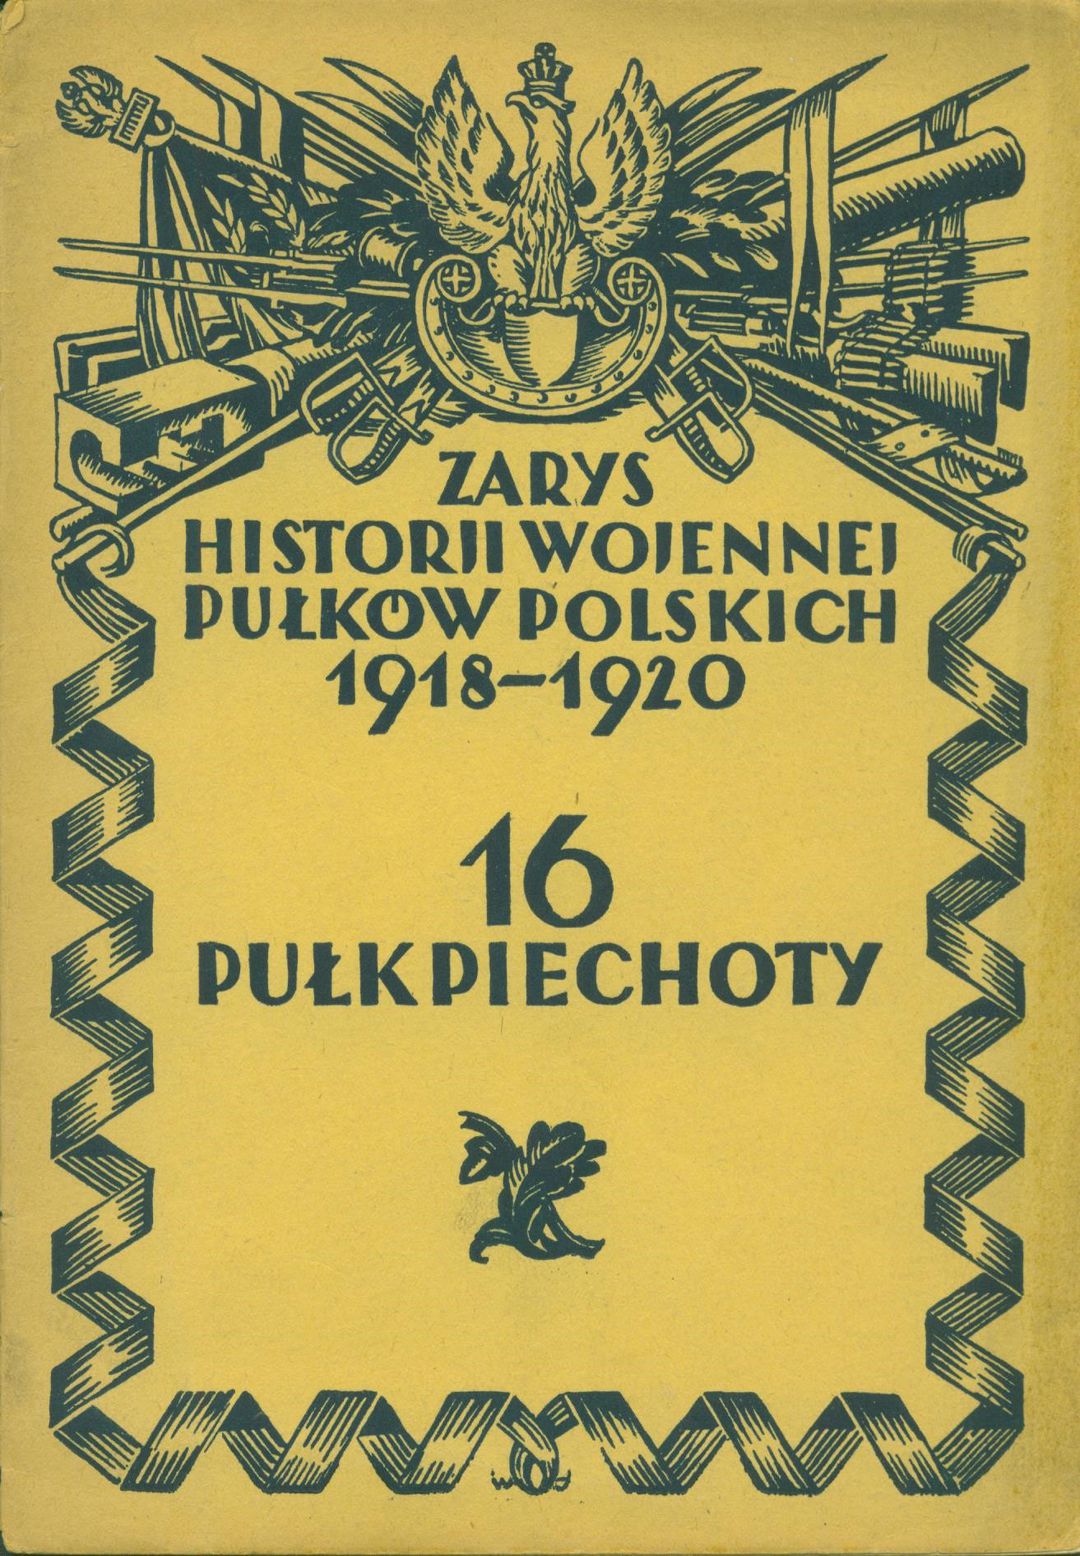 ZARYS
HISTORJI WOJENNEJ
PUŁKÓW POLSKICH
1918–1920
16
PUŁK PIECHOTY